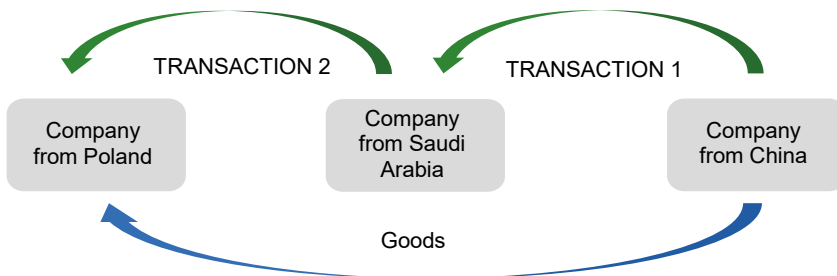 TRANSACTION 2
TRANSACTION 1
Company
from Poland
Company
from Saudi
Arabia
Company
from China
Goods